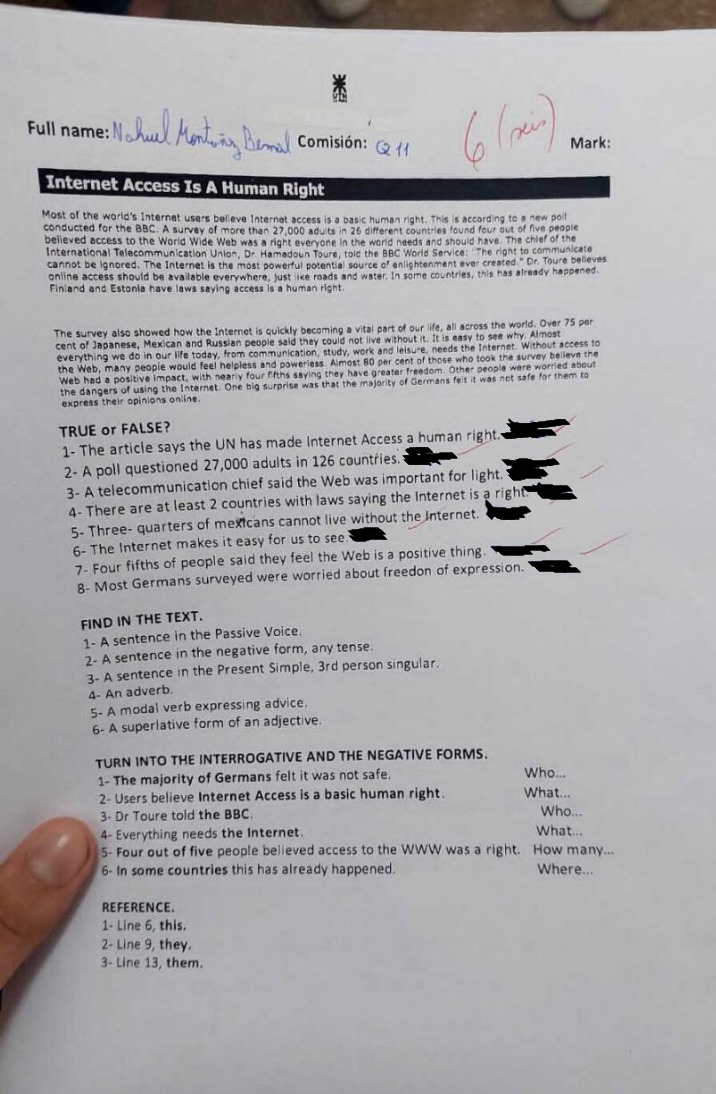 UTN
Full name: Nahuel Montañiz Bernal Comisión: Q 11 6 (seis) Mark:
Internet Access Is A Human Right
Most of the world's Internet users believe Internet access is a basic human right. This is according to a new poll
conducted for the BBC. A survey of more than 27,000 adults in 26 different countries found four out of five people
believed access to the World Wide Web was a right everyone in the world needs and should have. The chief of the
International Telecommunication Union, Dr. Hamadoun Toure, told the BBC World Service: "The right to communicate
cannot be ignored. The Internet is the most powerful potential source of enlightenment ever created." Dr. Toure believes
online access should be available everywhere, just like roads and water. In some countries, this has already happened.
Finland and Estonia have laws saying access is a human right.
The survey also showed how the Internet is quickly becoming a vital part of our life, all across the world. Over 75 per
cent of Japanese, Mexican and Russian people said they could not live without it. It is easy to see why. Almost
everything we do in our life today, from communication, study, work and leisure, needs the Internet. Without access to
the Web, many people would feel helpless and powerless. Almost 80 per cent of those who took the survey believe the
Web had a positive impact, with nearly four fifths saying they have greater freedom. Other people were worried about
the dangers of using the Internet. One big surprise was that the majority of Germans felt it was not safe for them to
express their opinions online.
TRUE or FALSE?
1- The article says the UN has made Internet Access a human right.
2- A poll questioned 27,000 adults in 126 countries.
3- A telecommunication chief said the Web was important for light.
4- There are at least 2 countries with laws saying the Internet is a right.
5- Three- quarters of mexicans cannot live without the Internet.
6- The Internet makes it easy for us to see.
7- Four fifths of people said they feel the Web is a positive thing.
8- Most Germans surveyed were worried about freedon of expression.
FIND IN THE TEXT.
1- A sentence in the Passive Voice.
2- A sentence in the negative form, any tense.
3- A sentence in the Present Simple, 3rd person singular.
4- An adverb.
5- A modal verb expressing advice.
6- A superlative form of an adjective.
TURN INTO THE INTERROGATIVE AND THE NEGATIVE FORMS.
1- The majority of Germans felt it was not safe. Who...
2- Users believe Internet Access is a basic human right. What...
3- Dr Toure told the BBC. Who...
4- Everything needs the Internet. What...
5- Four out of five people believed access to the WWW was a right. How many...
6- In some countries this has already happened. Where...
REFERENCE.
1- Line 6, this.
2- Line 9, they.
3- Line 13, them.